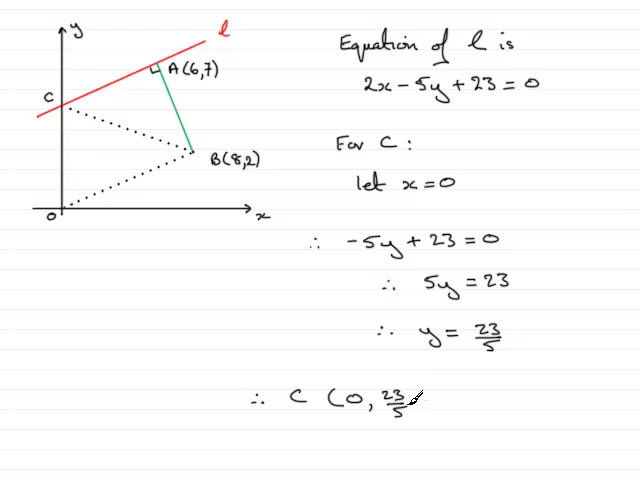 y
l
A(6,7)
C
B(8,2)
O
x
Equation of l is
2x - 5y + 23 = 0
For C:
let x = 0
∴ -5y + 23 = 0
∴ 5y = 23
∴ y = 23/5
∴ C (0, 23/5